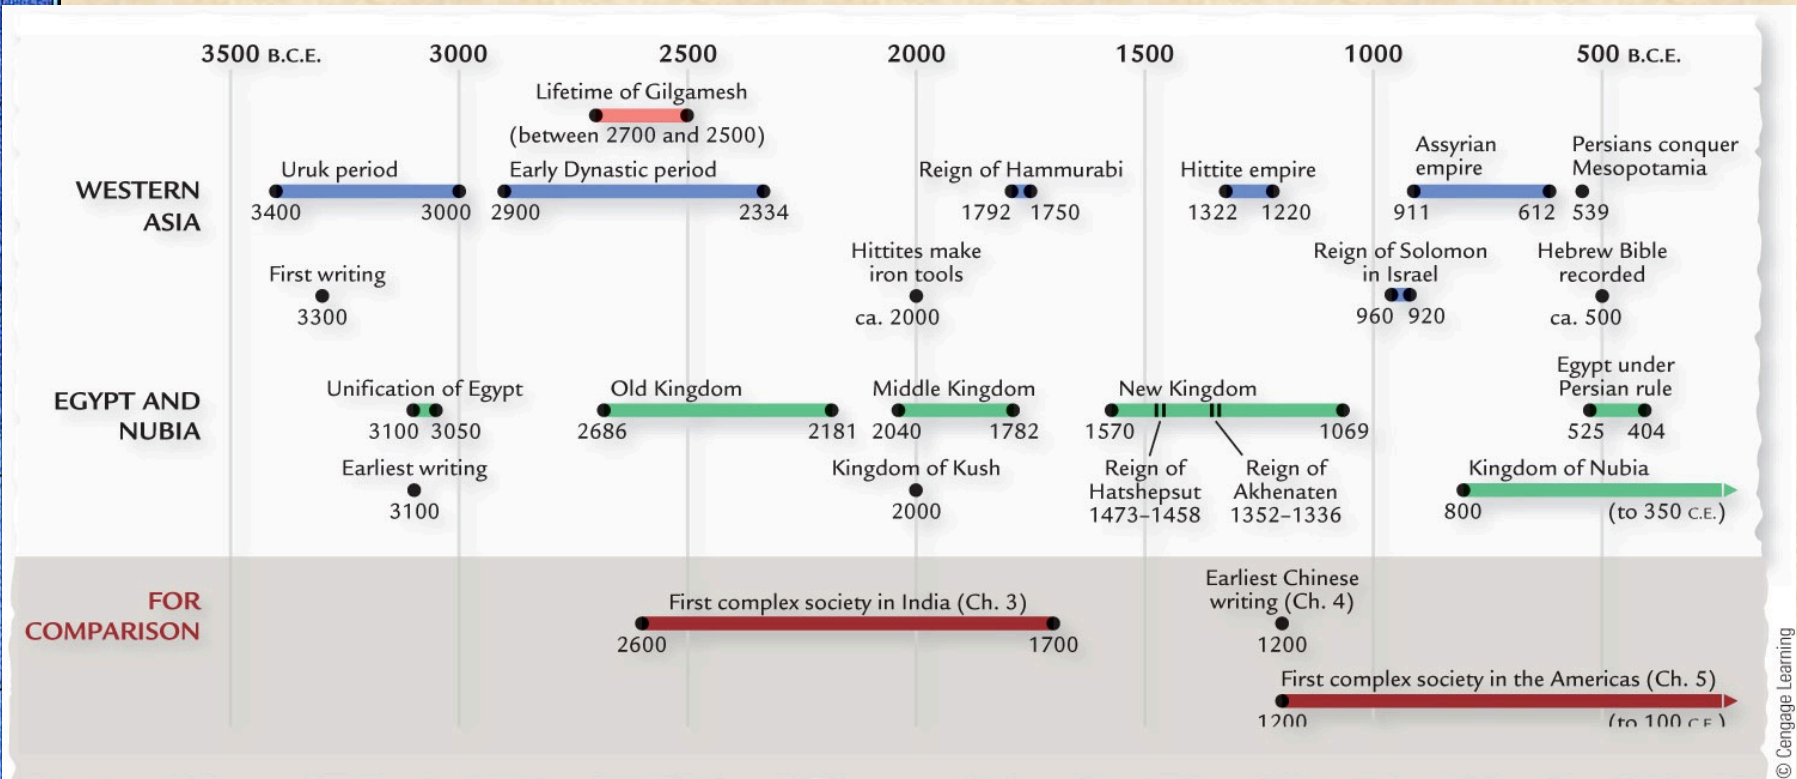 3500 B.C.E. 3000 2500 2000 1500 1000 500 B.C.E.
Lifetime of Gilgamesh
(between 2700 and 2500)
WESTERN
ASIA
Uruk period
3400 3000
Early Dynastic period
2900 2334
Reign of Hammurabi
1792 1750
Hittite empire
1322 1220
Assyrian
empire
911 612
Persians conquer
Mesopotamia
539
First writing
3300
Hittites make
iron tools
ca. 2000
Reign of Solomon
in Israel
960 920
Hebrew Bible
recorded
ca. 500
EGYPT AND
NUBIA
Unification of Egypt
3100 3050
Old Kingdom
2686 2181
Middle Kingdom
2040 1782
New Kingdom
1570 1069
Egypt under
Persian rule
525 404
Earliest writing
3100
Kingdom of Kush
2000
Reign of
Hatshepsut
1473–1458
Reign of
Akhenaten
1352–1336
Kingdom of Nubia
800 (to 350 C.E.)
FOR
COMPARISON
First complex society in India (Ch. 3)
2600 1700
Earliest Chinese
writing (Ch. 4)
1200
First complex society in the Americas (Ch. 5)
1200 (to 100 C.E.)
© Cengage Learning